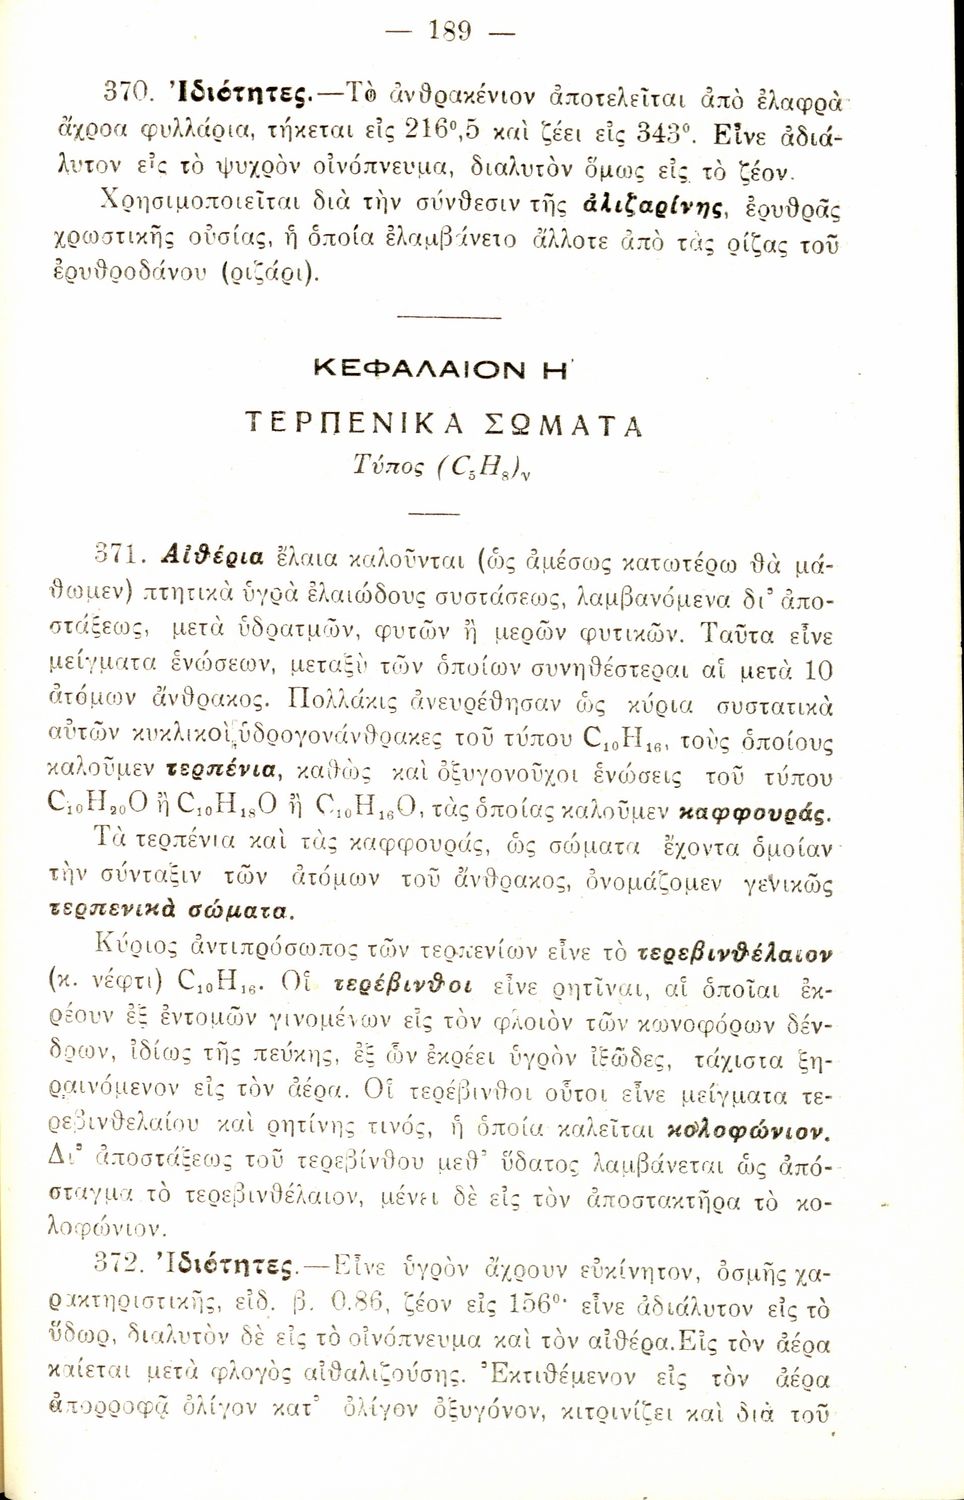 — 189 —
370. Ἰδιότητες.—Τὸ ἀνθρακένιον ἀποτελεῖται ἀπὸ ἐλαφρὰ
ἄχροα φυλλάρια, τήκεται εἰς 216⁰,5 καὶ ζέει εἰς 343⁰. Εἶνε ἀδιά-
λυτον εἰς τὸ ψυχρὸν οἰνόπνευμα, διαλυτὸν ὅμως εἰς τὸ ζέον.
Χρησιμοποιεῖται διὰ τὴν σύνθεσιν τῆς ἀλιζαρίνης, ἐρυθρᾶς
χρωστικῆς οὐσίας, ἡ ὁποία ἐλαμβάνετο ἄλλοτε ἀπὸ τὰς ρίζας τοῦ
ἐρυθροδάνου (ριζάρι).
ΚΕΦΑΛΑΙΟΝ Η΄
ΤΕΡΠΕΝΙΚΑ ΣΩΜΑΤΑ
Τύπος (C₅H₈)ᵥ
371. Αἰθέρια ἔλαια καλοῦνται (ὡς ἀμέσως κατωτέρω θὰ μά-
θωμεν) πτητικὰ ὑγρὰ ἐλαιώδους συστάσεως, λαμβανόμενα δι᾽ ἀπο-
στάξεως, μετὰ ὑδρατμῶν, φυτῶν ἢ μερῶν φυτικῶν. Ταῦτα εἶνε
μείγματα ἑνώσεων, μεταξὺ τῶν ὁποίων συνηθέστεραι αἱ μετὰ 10
ἀτόμων ἄνθρακος. Πολλάκις ἀνευρέθησαν ὡς κύρια συστατικὰ
αὐτῶν κυκλικοὶ ὑδρογονάνθρακες τοῦ τύπου C₁₀H₁₆, τοὺς ὁποίους
καλοῦμεν τερπένια, καθὼς καὶ ὀξυγονοῦχοι ἑνώσεις τοῦ τύπου
C₁₀H₂₀O ἢ C₁₀H₁₈O ἢ C₁₀H₁₆O, τὰς ὁποίας καλοῦμεν καφφουράς.
Τὰ τερπένια καὶ τὰς καφφουράς, ὡς σώματα ἔχοντα ὁμοίαν
τὴν σύνταξιν τῶν ἀτόμων τοῦ ἄνθρακος, ὀνομάζομεν γενικῶς
τερπενικὰ σώματα.
Κύριος ἀντιπρόσωπος τῶν τερπενίων εἶνε τὸ τερεβινθέλαιον
(κ. νέφτι) C₁₀H₁₆. Οἱ τερέβινθοι εἶνε ρητῖναι, αἱ ὁποῖαι ἐκ-
ρέουν ἐξ ἐντομῶν γινομένων εἰς τὸν φλοιὸν τῶν κωνοφόρων δέν-
δρων, ἰδίως τῆς πεύκης, ἐξ ὧν ἐκρέει ὑγρὸν ἰξῶδες, τάχιστα ξη-
ραινόμενον εἰς τὸν ἀέρα. Οἱ τερέβινθοι οὗτοι εἶνε μείγματα τε-
ρεβινθελαίου καὶ ρητίνης τινός, ἡ ὁποία καλεῖται κολοφώνιον.
Δι᾽ ἀποστάξεως τοῦ τερεβίνθου μεθ᾽ ὕδατος λαμβάνεται ὡς ἀπό-
σταγμα τὸ τερεβινθέλαιον, μένει δὲ εἰς τὸν ἀποστακτῆρα τὸ κο-
λοφώνιον.
372. Ἰδιότητες.—Εἶνε ὑγρὸν ἄχρουν εὐκίνητον, ὀσμῆς χα-
ρακτηριστικῆς, εἰδ. β. 0.86, ζέον εἰς 156⁰· εἶνε ἀδιάλυτον εἰς τὸ
ὕδωρ, διαλυτὸν δὲ εἰς τὸ οἰνόπνευμα καὶ τὸν αἰθέρα.Εἰς τὸν ἀέρα
καίεται μετὰ φλογὸς αἰθαλιζούσης. Ἐκτιθέμενον εἰς τὸν ἀέρα
ἀπορροφᾷ ὀλίγον κατ᾽ ὀλίγον ὀξυγόνον, κιτρινίζει καὶ διὰ τοῦ